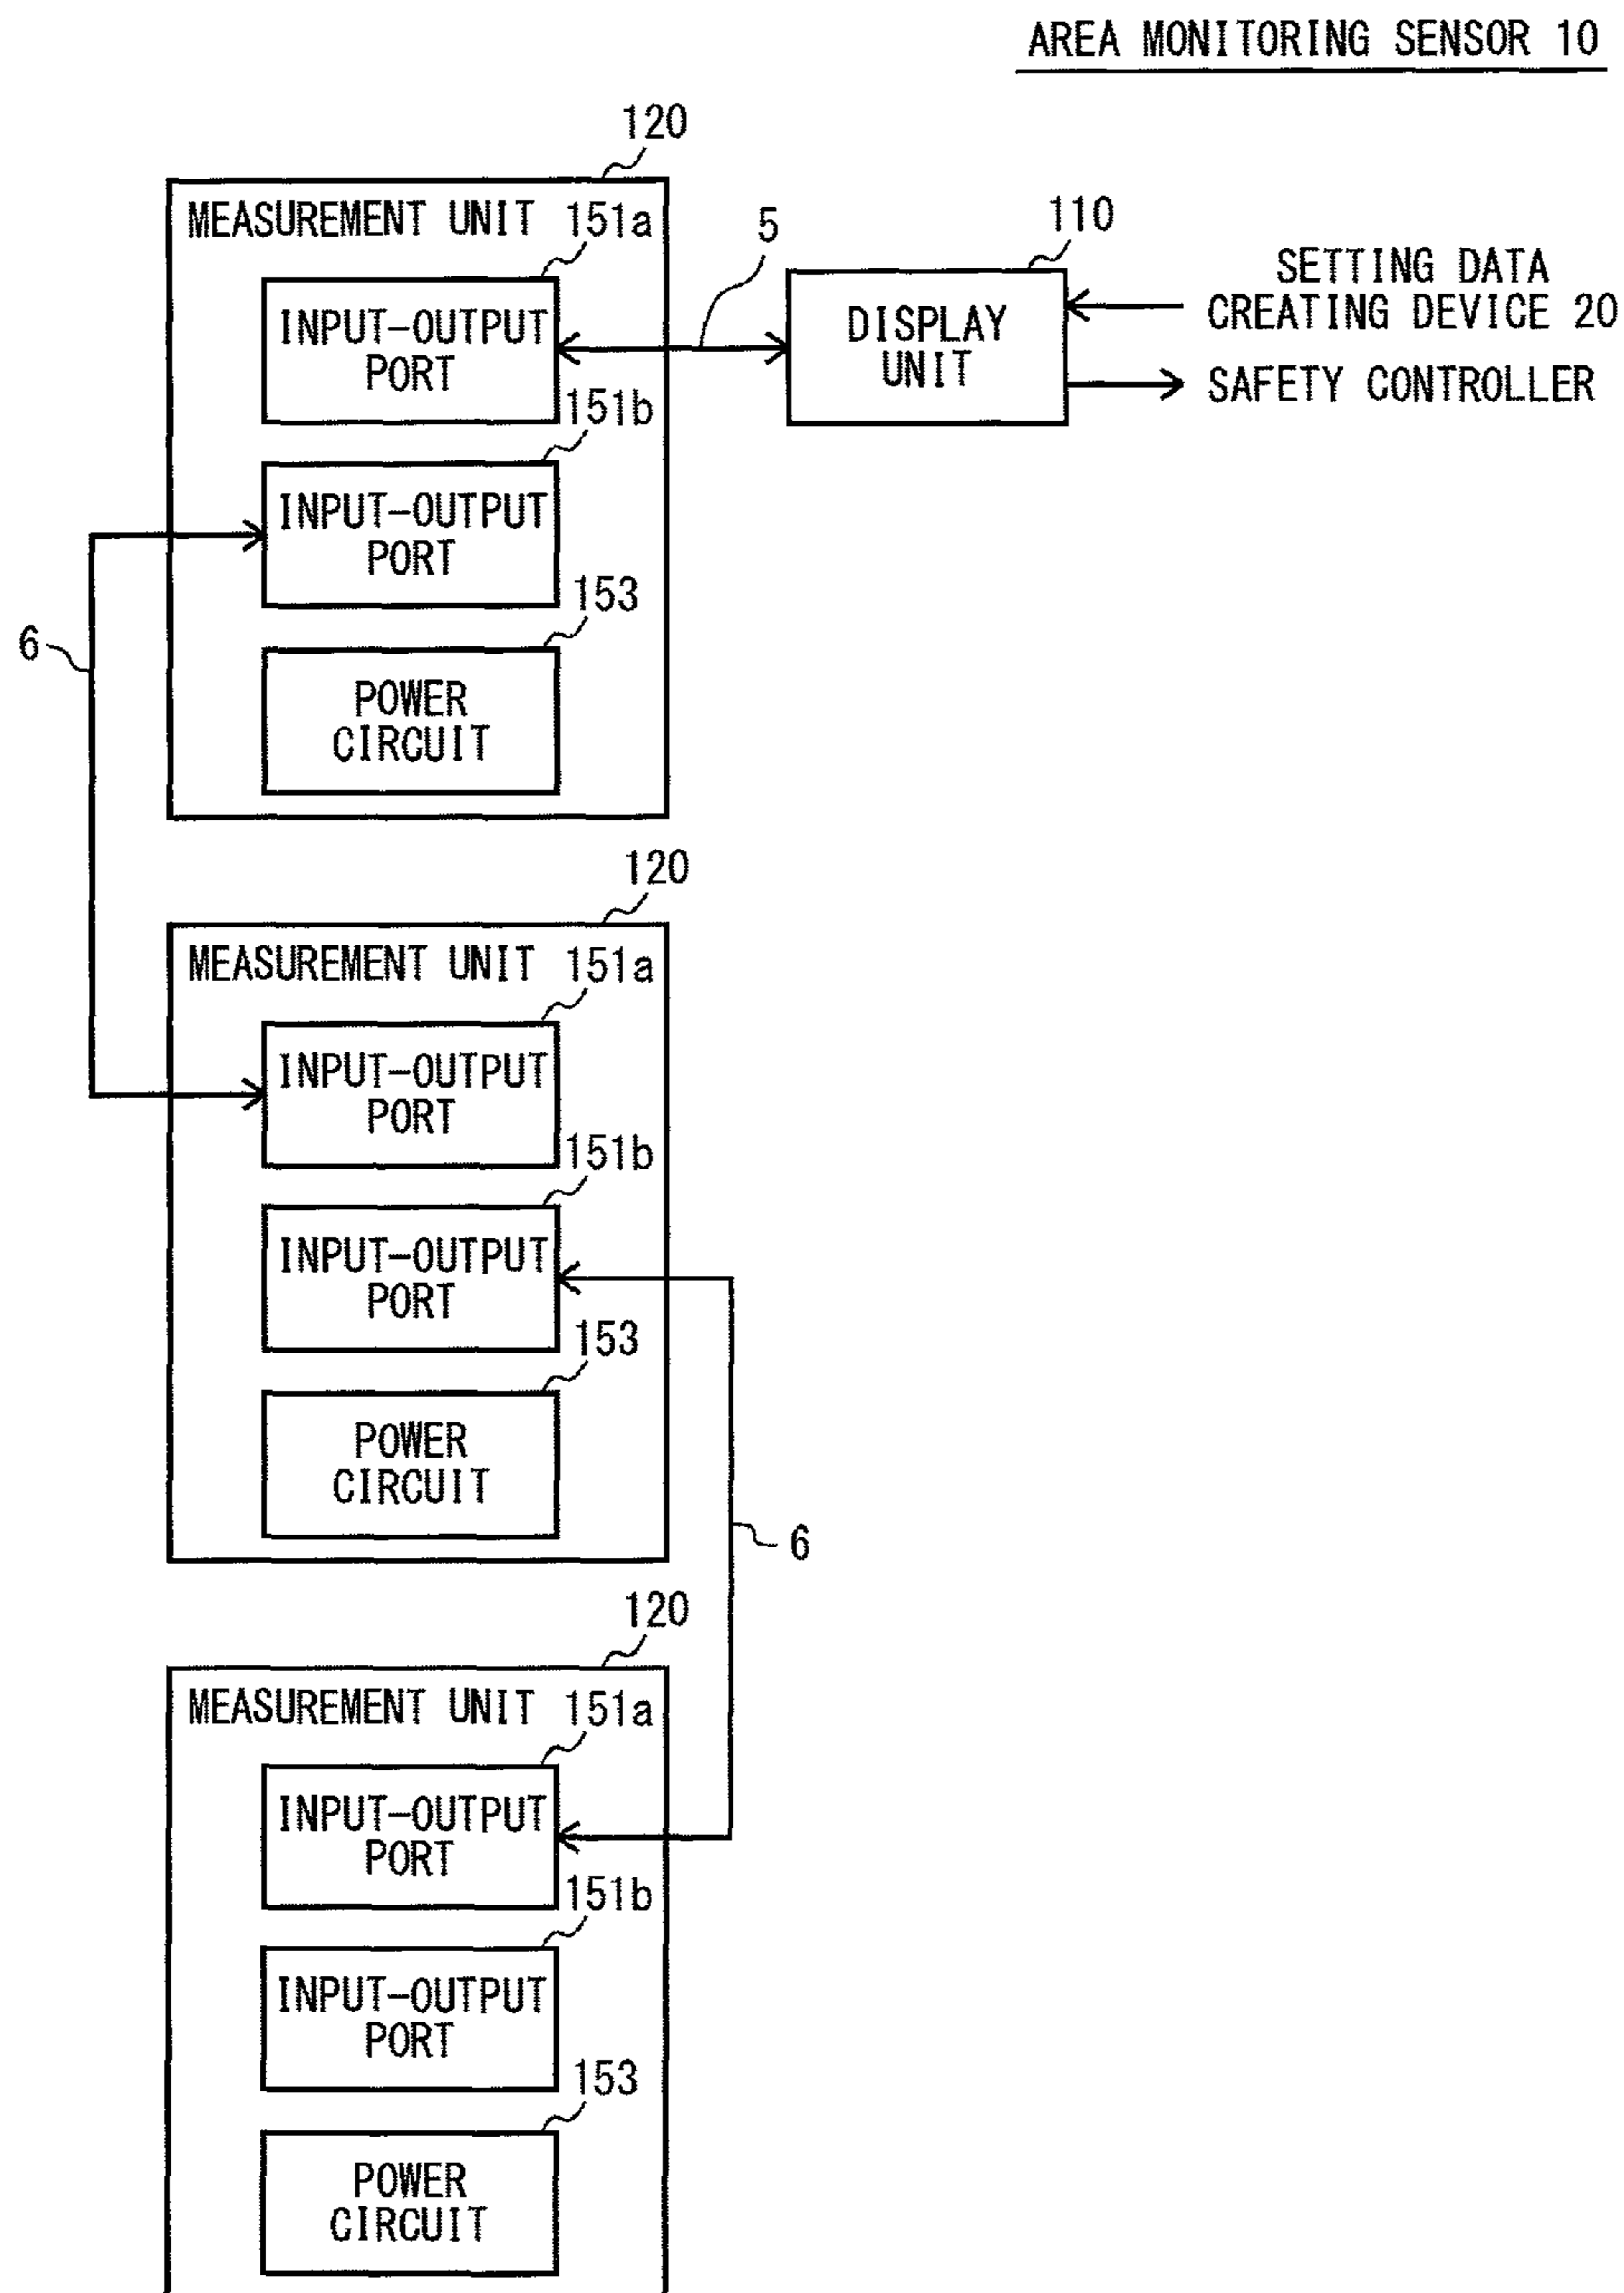 AREA MONITORING SENSOR 10
120
MEASUREMENT UNIT
151a
INPUT-OUTPUT
PORT
5
110
DISPLAY
UNIT
SETTING DATA
CREATING DEVICE 20
SAFETY CONTROLLER
151b
INPUT-OUTPUT
PORT
153
POWER
CIRCUIT
6
120
MEASUREMENT UNIT
151a
INPUT-OUTPUT
PORT
151b
INPUT-OUTPUT
PORT
153
POWER
CIRCUIT
6
120
MEASUREMENT UNIT
151a
INPUT-OUTPUT
PORT
151b
INPUT-OUTPUT
PORT
153
POWER
CIRCUIT